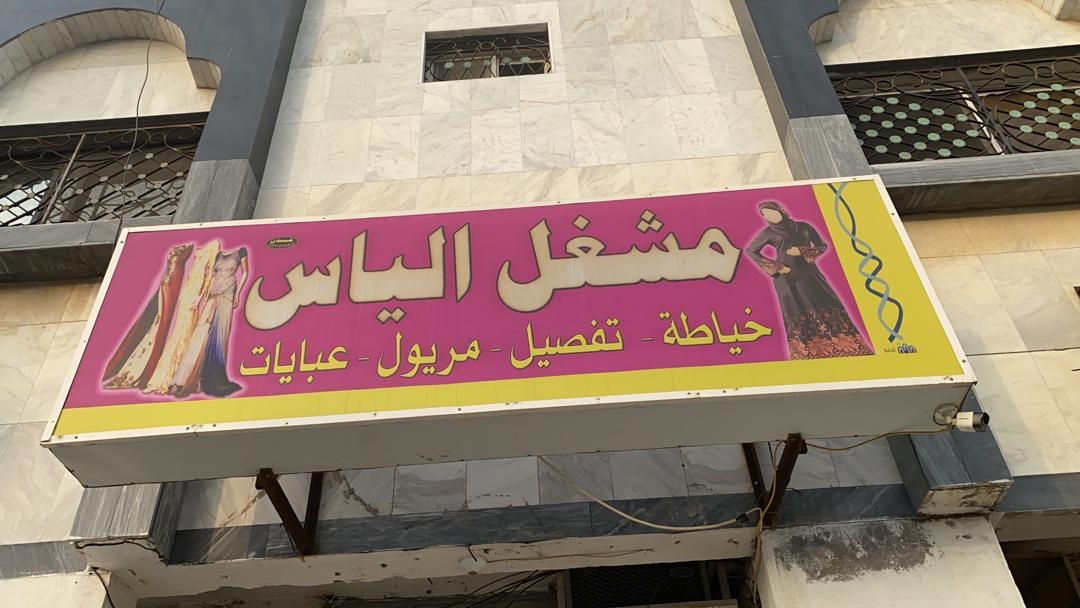 مشغل الياس
خياطة - تفصيل - مريول - عبايات